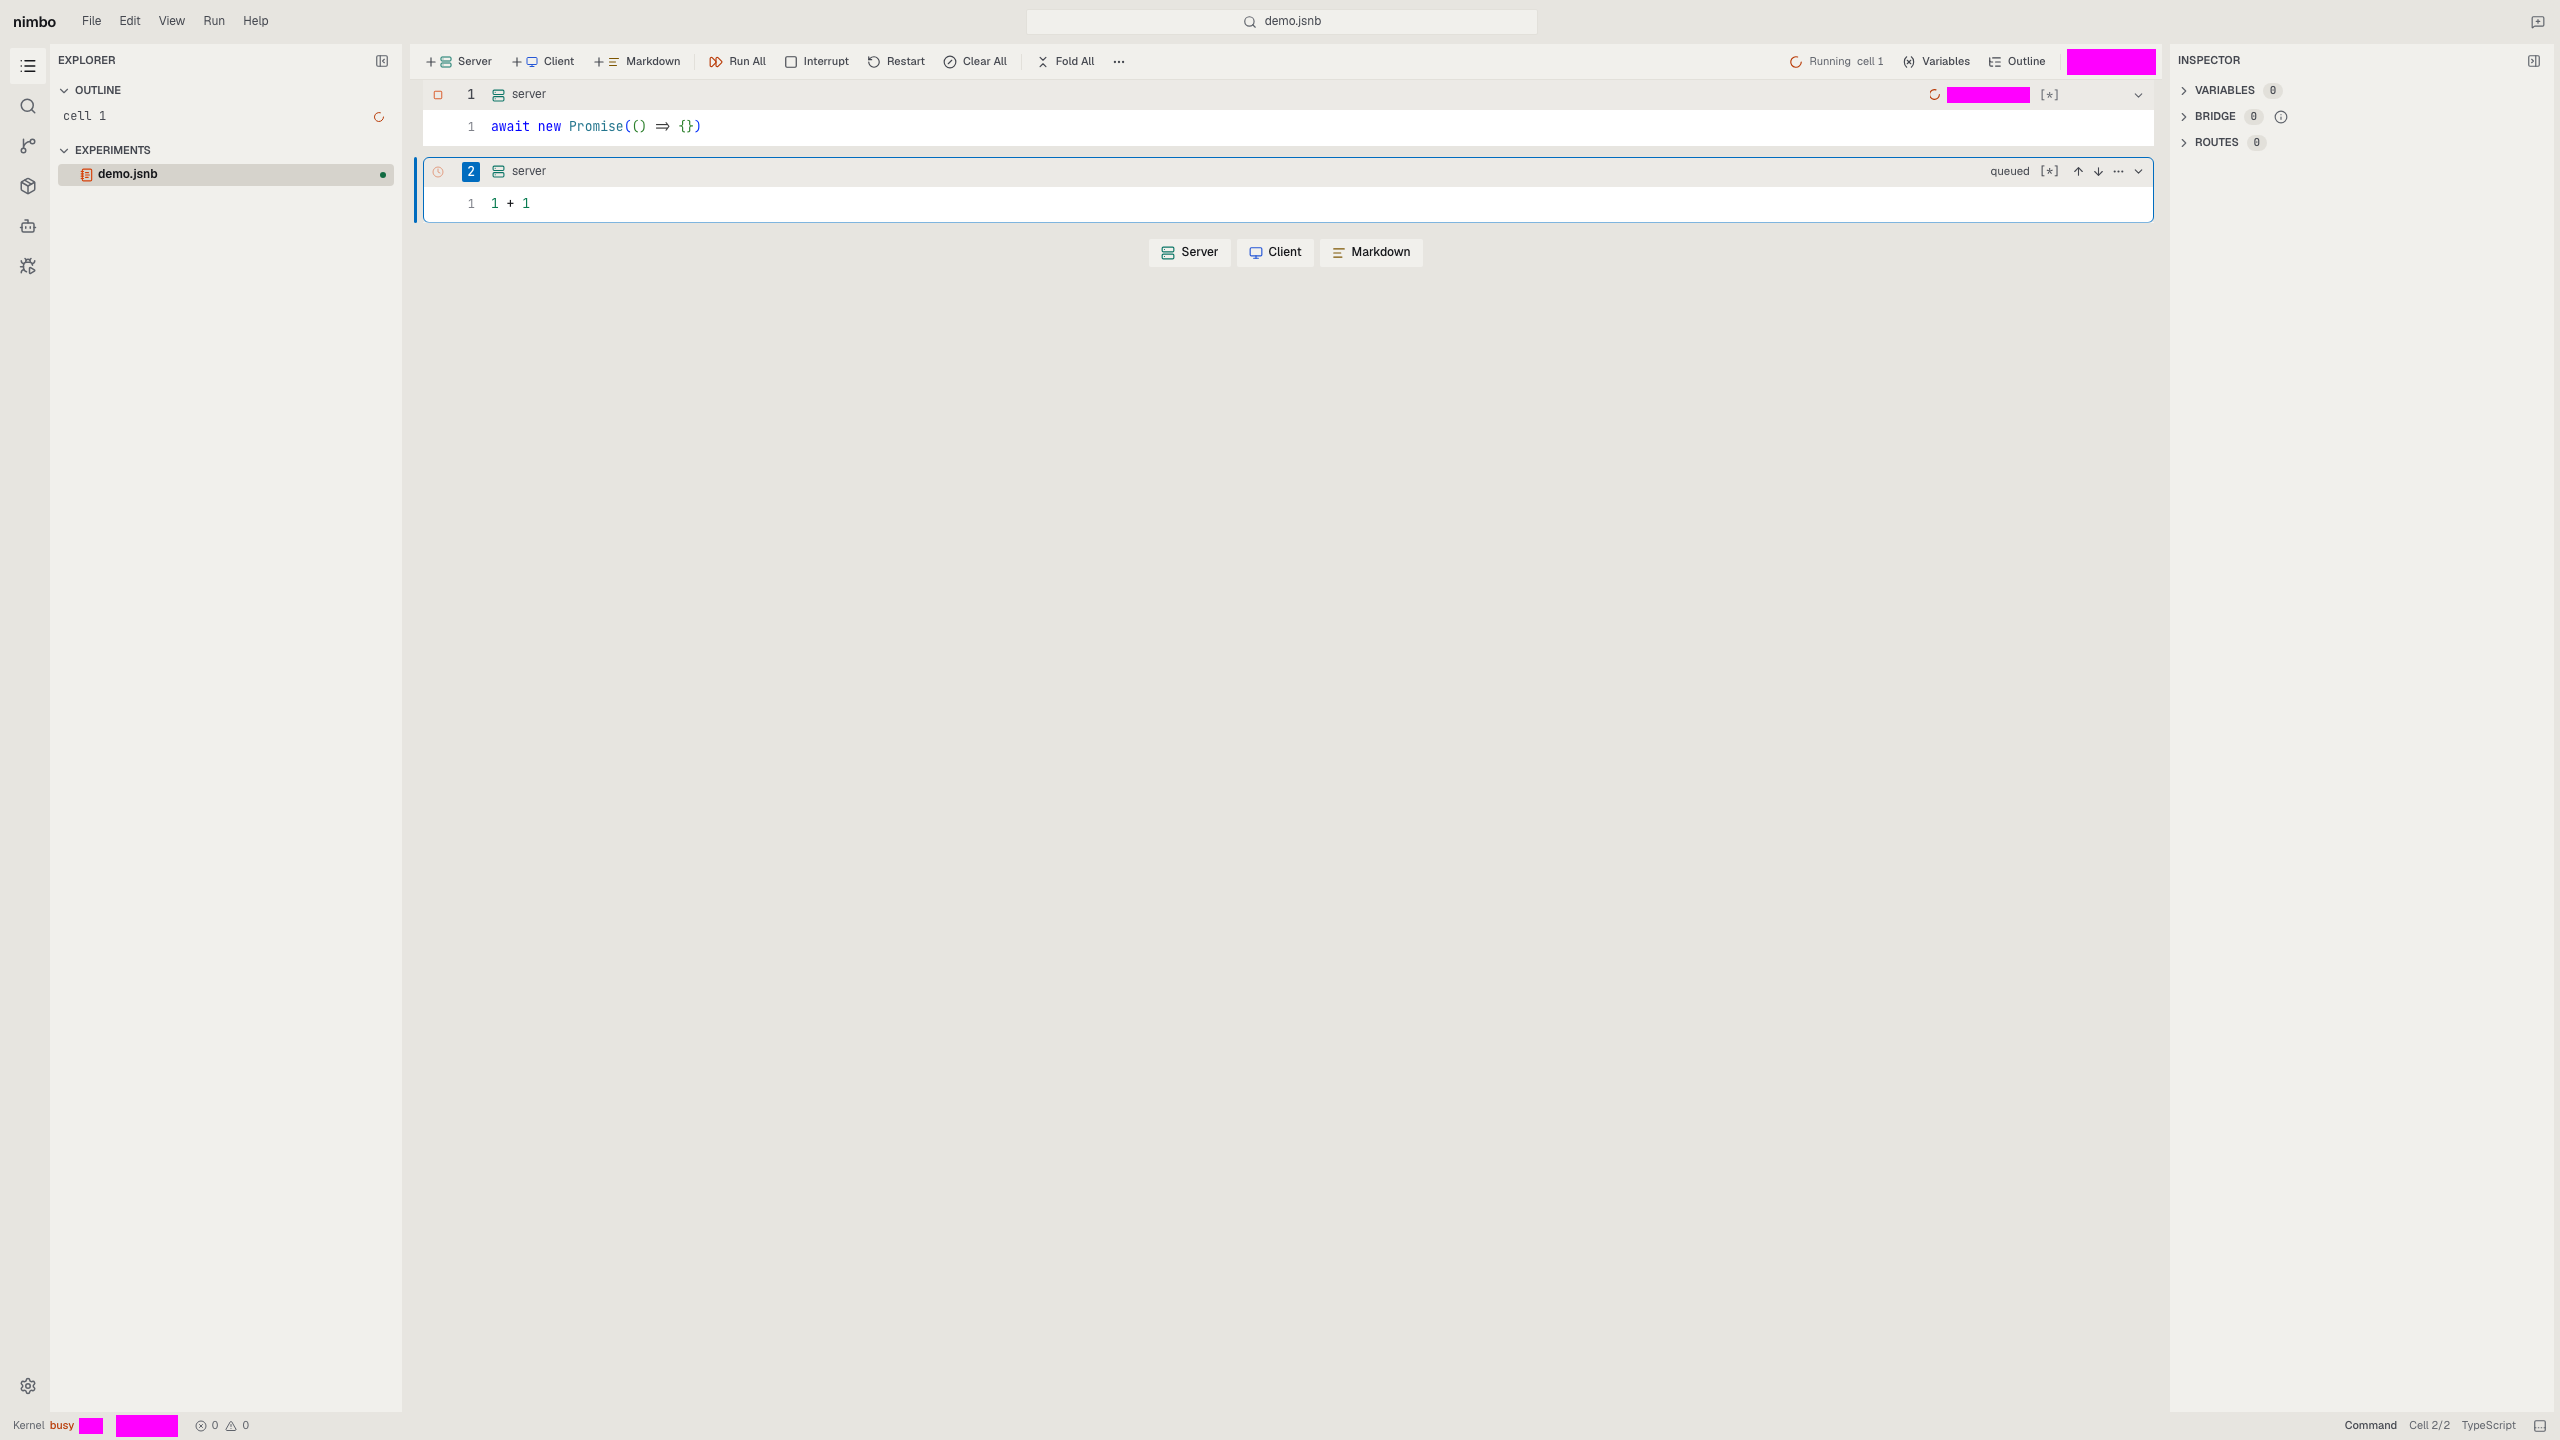 nimbo File Edit View Run Help demo.jsnb
EXPLORER
OUTLINE
cell 1
EXPERIMENTS
demo.jsnb
Server Client Markdown Run All Interrupt Restart Clear All Fold All Running cell 1 Variables Outline
1 server [*]
1 await new Promise(() => {})
2 server queued [*]
1 1 + 1
Server Client Markdown
INSPECTOR
VARIABLES 0
BRIDGE 0
ROUTES 0
Kernel busy 0 0 Command Cell 2/2 TypeScript